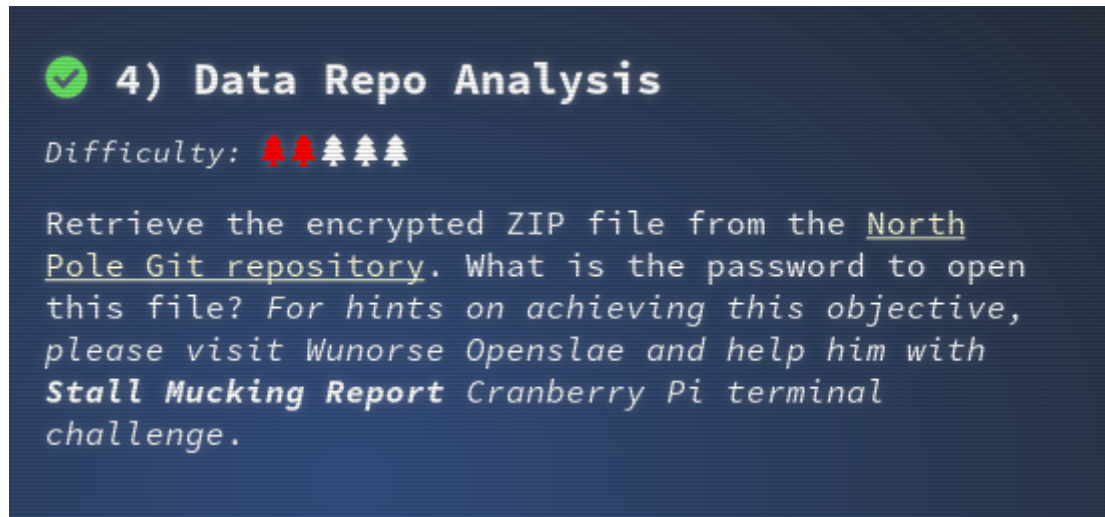 4) Data Repo Analysis
Difficulty:
Retrieve the encrypted ZIP file from the North
Pole Git repository. What is the password to open
this file? For hints on achieving this objective,
please visit Wunorse Openslae and help him with
Stall Mucking Report Cranberry Pi terminal
challenge.